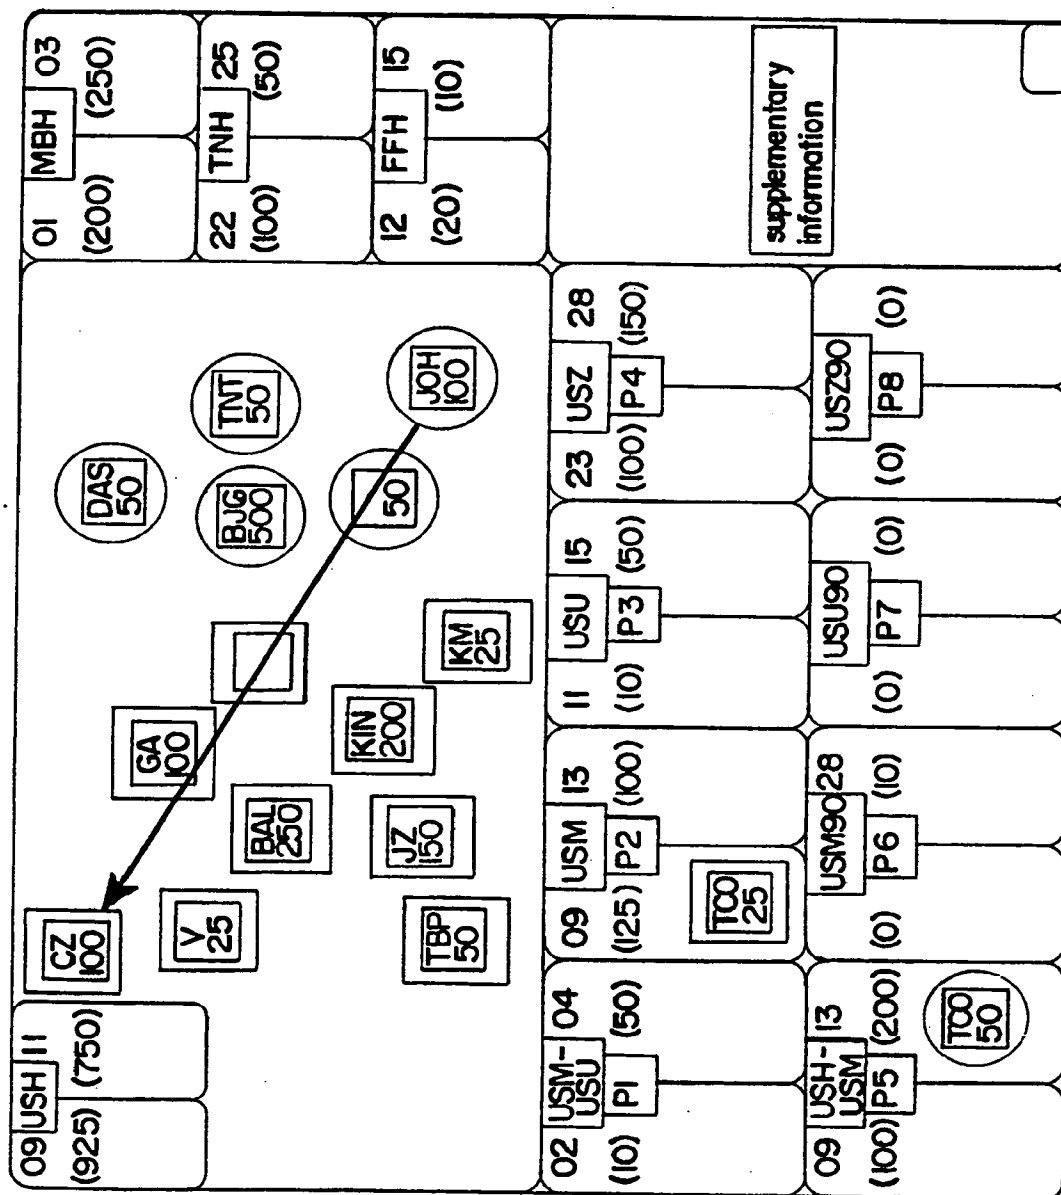 09 USH 11
(925) (750)
01 MBH 03
(200) (250)
CZ
100
GA
100
DAS
50
V
25
BAL
250
BJG
500
TNT
50
22 TNH 25
(100) (50)
KIN
200
50
JZ
150
TBP
50
KM
25
JOH
100
12 FFH 15
(20) (10)
02 USM-USU 04
(10) P1 (50)
09 USM 13
(125) P2 (100)
TCO
25
11 USU 15
(10) P3 (50)
23 USZ 28
(100) P4 (150)
supplementary
information
09 USH-USM 13
(100) P5 (200)
TCO
50
USM90 28
(0) P6 (10)
USU90
(0) P7 (0)
USZ90
(0) P8 (0)